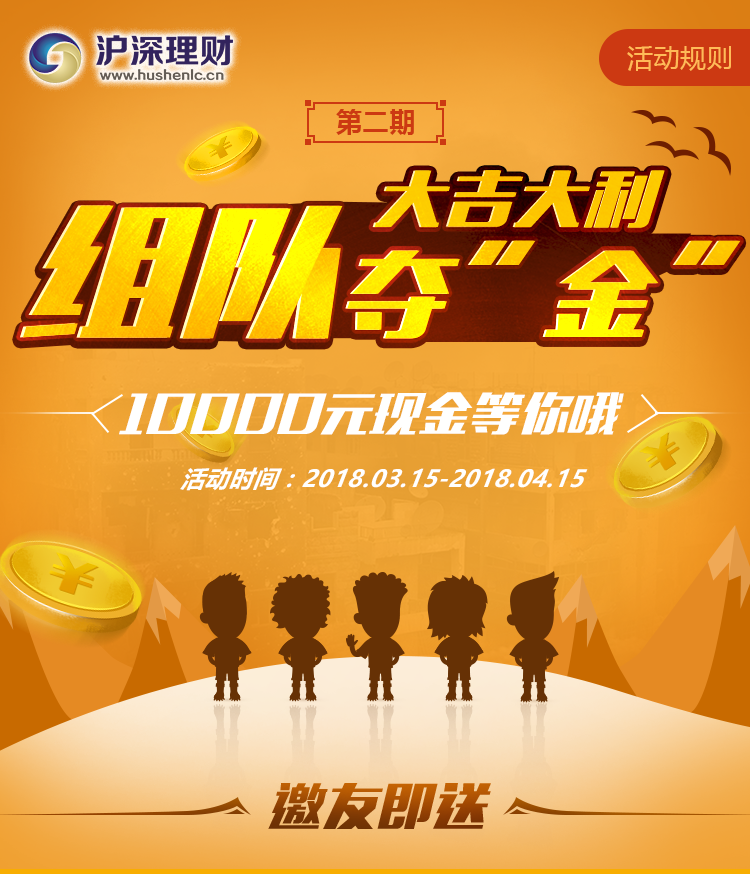 沪深理财
www.hushenlc.cn
活动规则
第二期
大吉大利
组队夺“金”
10000元现金等你哦
活动时间：2018.03.15-2018.04.15
邀友即送